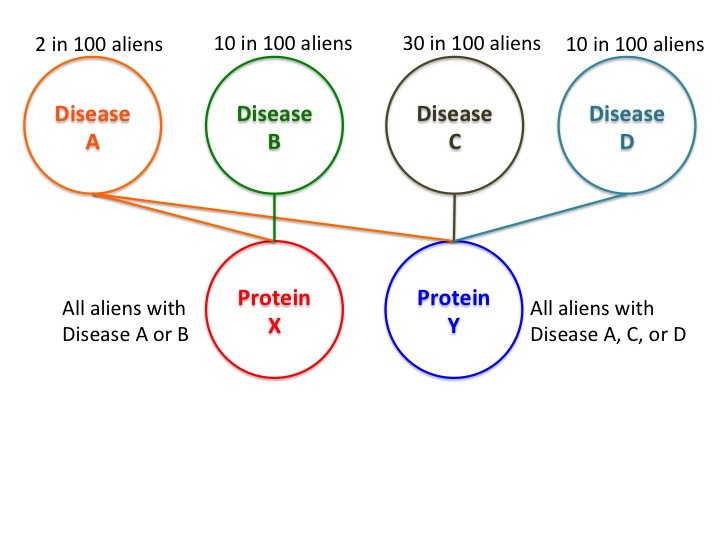 2 in 100 aliens
10 in 100 aliens
30 in 100 aliens
10 in 100 aliens
Disease
A
Disease
B
Disease
C
Disease
D
All aliens with
Disease A or B
Protein
X
Protein
Y
All aliens with
Disease A, C, or D